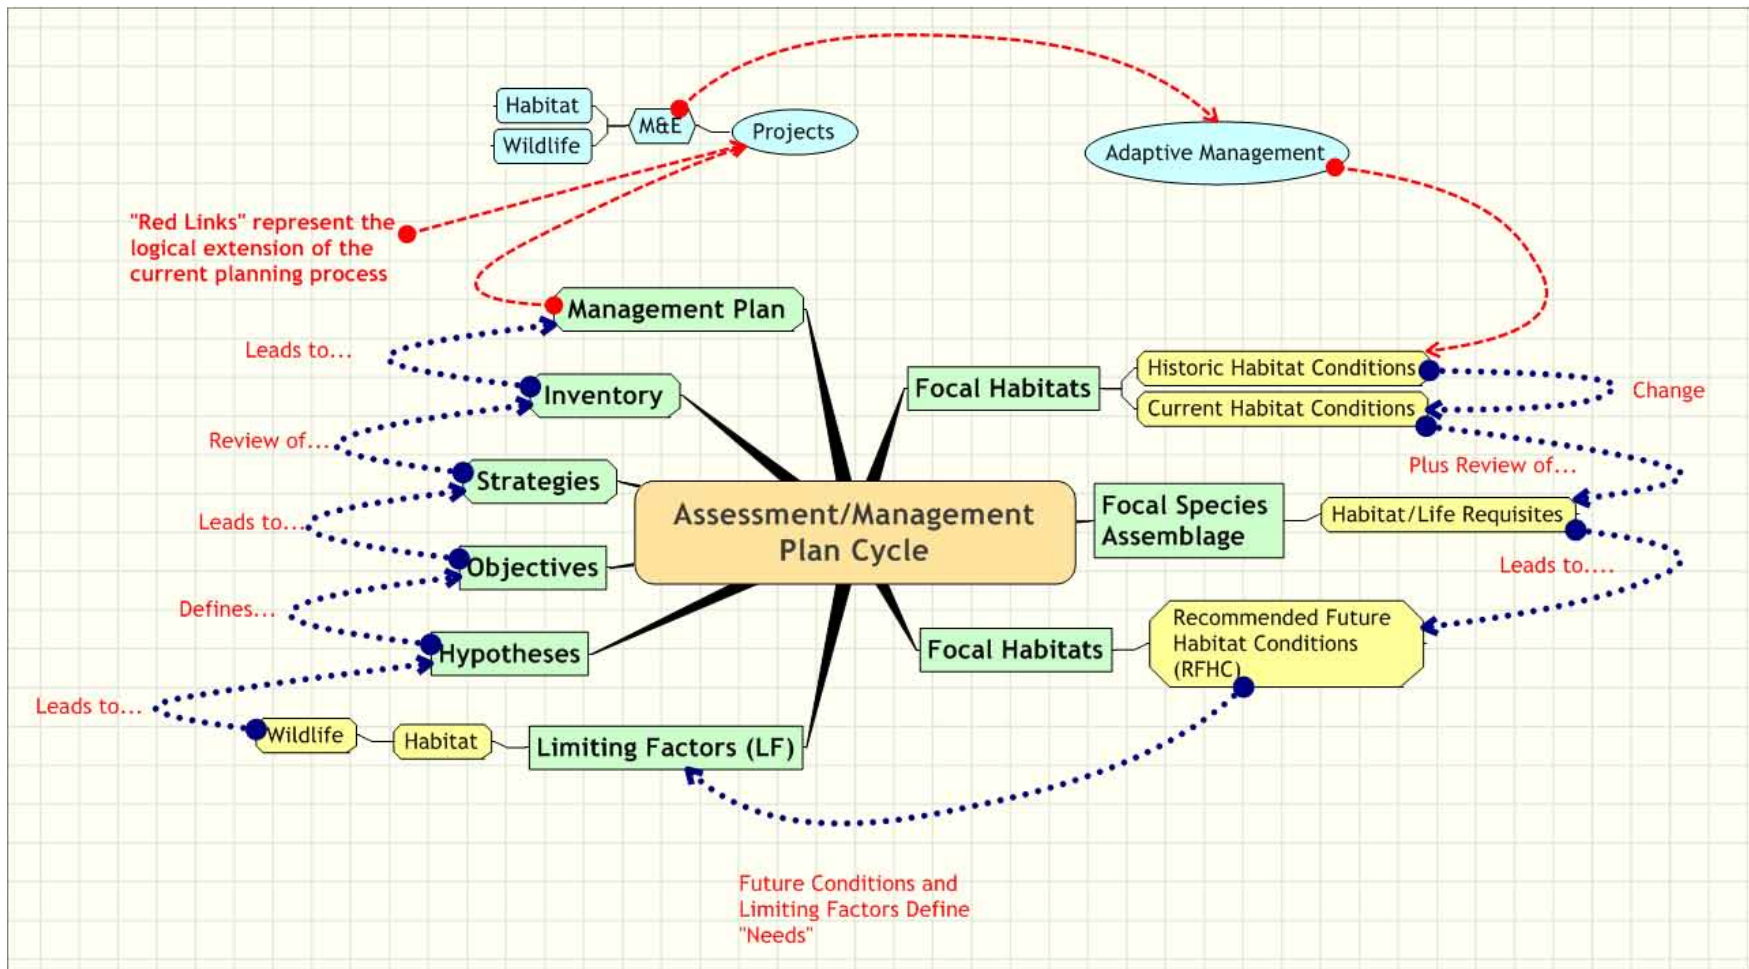 Habitat
M&E
Projects
Wildlife
Adaptive Management
"Red Links" represent the
logical extension of the
current planning process
Management Plan
Leads to...
Inventory
Review of...
Strategies
Leads to...
Objectives
Defines...
Hypotheses
Leads to...
Wildlife
Habitat
Limiting Factors (LF)
Assessment/Management
Plan Cycle
Focal Habitats
Historic Habitat Conditions
Current Habitat Conditions
Change
Plus Review of...
Focal Species
Assemblage
Habitat/Life Requisites
Leads to....
Focal Habitats
Recommended Future
Habitat Conditions
(RFHC)
Future Conditions and
Limiting Factors Define
"Needs"